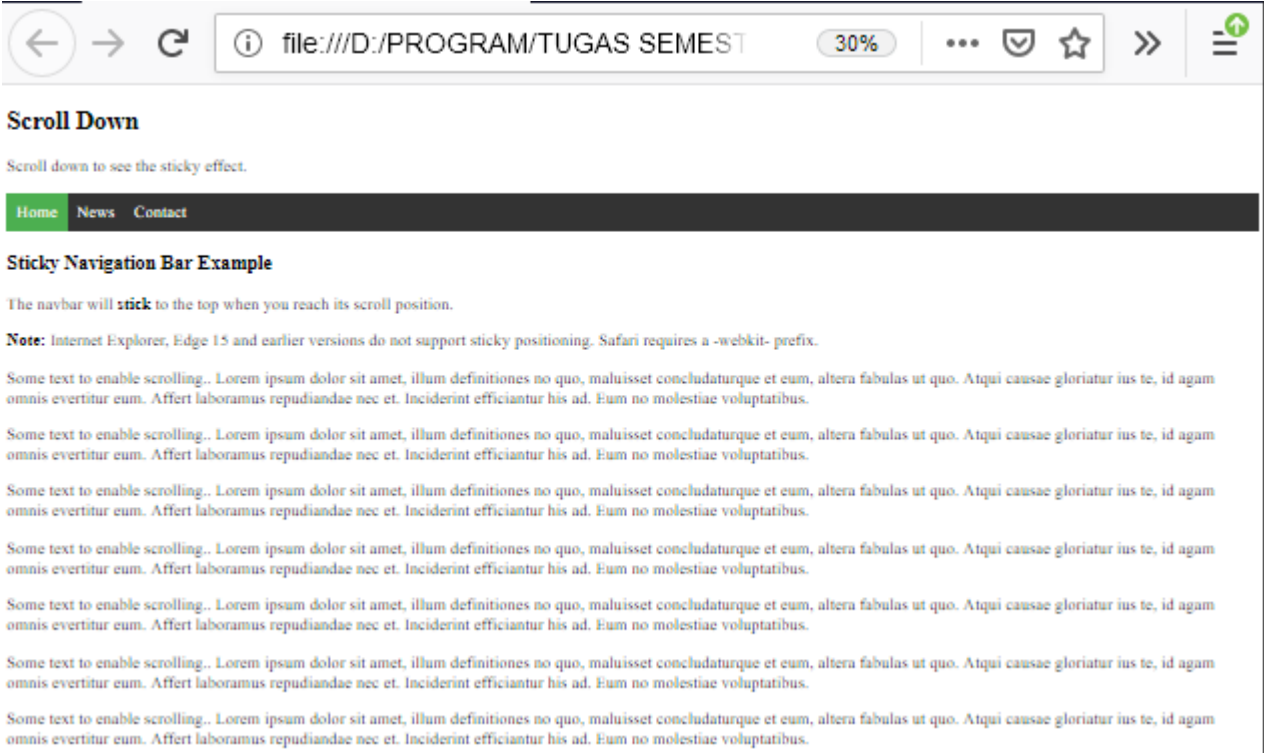 file:///D:/PROGRAM/TUGAS SEMEST
30%
Scroll Down
Scroll down to see the sticky effect.
Home News Contact
Sticky Navigation Bar Example
The navbar will stick to the top when you reach its scroll position.
Note: Internet Explorer, Edge 15 and earlier versions do not support sticky positioning. Safari requires a -webkit- prefix.
Some text to enable scrolling.. Lorem ipsum dolor sit amet, illum definitiones no quo, maluisset concludaturque et eum, altera fabulas ut quo. Atqui causae gloriatur ius te, id agam
omnis evertitur eum. Affert laboramus repudiandae nec et. Inciderint efficiantur his ad. Eum no molestiae voluptatibus.
Some text to enable scrolling.. Lorem ipsum dolor sit amet, illum definitiones no quo, maluisset concludaturque et eum, altera fabulas ut quo. Atqui causae gloriatur ius te, id agam
omnis evertitur eum. Affert laboramus repudiandae nec et. Inciderint efficiantur his ad. Eum no molestiae voluptatibus.
Some text to enable scrolling.. Lorem ipsum dolor sit amet, illum definitiones no quo, maluisset concludaturque et eum, altera fabulas ut quo. Atqui causae gloriatur ius te, id agam
omnis evertitur eum. Affert laboramus repudiandae nec et. Inciderint efficiantur his ad. Eum no molestiae voluptatibus.
Some text to enable scrolling.. Lorem ipsum dolor sit amet, illum definitiones no quo, maluisset concludaturque et eum, altera fabulas ut quo. Atqui causae gloriatur ius te, id agam
omnis evertitur eum. Affert laboramus repudiandae nec et. Inciderint efficiantur his ad. Eum no molestiae voluptatibus.
Some text to enable scrolling.. Lorem ipsum dolor sit amet, illum definitiones no quo, maluisset concludaturque et eum, altera fabulas ut quo. Atqui causae gloriatur ius te, id agam
omnis evertitur eum. Affert laboramus repudiandae nec et. Inciderint efficiantur his ad. Eum no molestiae voluptatibus.
Some text to enable scrolling.. Lorem ipsum dolor sit amet, illum definitiones no quo, maluisset concludaturque et eum, altera fabulas ut quo. Atqui causae gloriatur ius te, id agam
omnis evertitur eum. Affert laboramus repudiandae nec et. Inciderint efficiantur his ad. Eum no molestiae voluptatibus.
Some text to enable scrolling.. Lorem ipsum dolor sit amet, illum definitiones no quo, maluisset concludaturque et eum, altera fabulas ut quo. Atqui causae gloriatur ius te, id agam
omnis evertitur eum. Affert laboramus repudiandae nec et. Inciderint efficiantur his ad. Eum no molestiae voluptatibus.